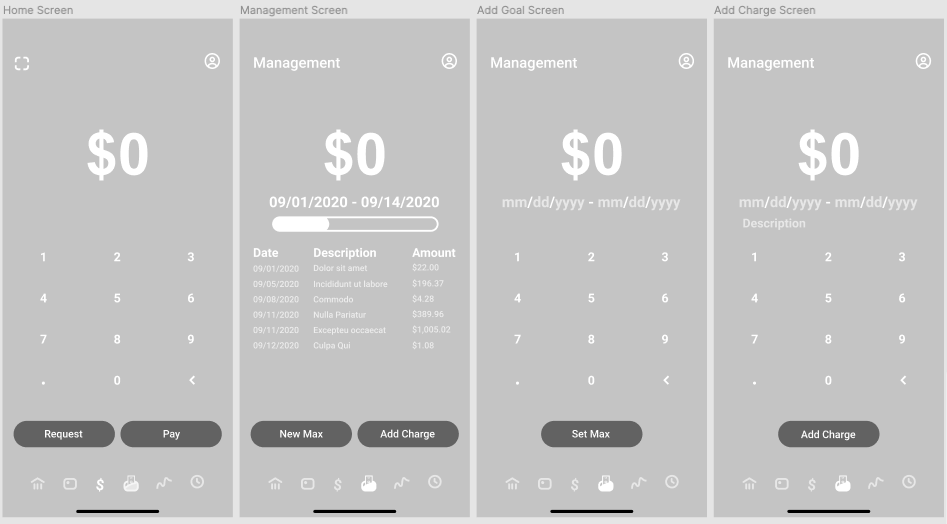 Home Screen
$0
1 2 3
4 5 6
7 8 9
. 0 <
Request Pay
$
Management Screen
Management
$0
09/01/2020 - 09/14/2020
Date Description Amount
09/01/2020 Dolor sit amet $22.00
09/05/2020 Incididunt ut labore $196.37
09/08/2020 Commodo $4.28
09/11/2020 Nulla Pariatur $389.96
09/11/2020 Excepteu occaecat $1,005.02
09/12/2020 Culpa Qui $1.08
New Max Add Charge
$
Add Goal Screen
Management
$0
mm/dd/yyyy - mm/dd/yyyy
1 2 3
4 5 6
7 8 9
. 0 <
Set Max
$
Add Charge Screen
Management
$0
mm/dd/yyyy - mm/dd/yyyy
Description
1 2 3
4 5 6
7 8 9
. 0 <
Add Charge
$